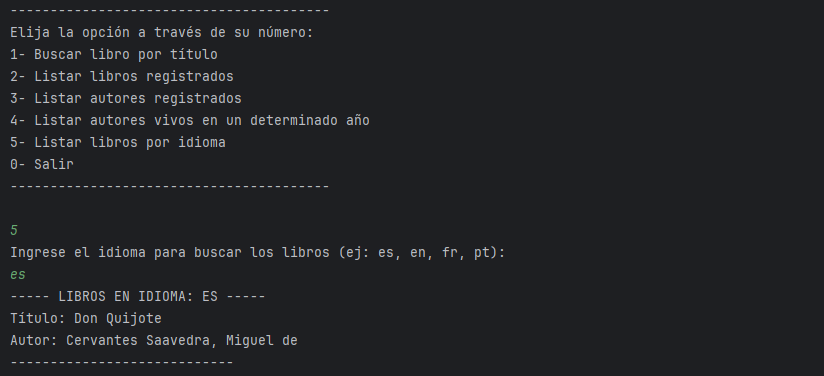 ----------------------------------------
Elija la opción a través de su número:
1- Buscar libro por título
2- Listar libros registrados
3- Listar autores registrados
4- Listar autores vivos en un determinado año
5- Listar libros por idioma
0- Salir
----------------------------------------
5
Ingrese el idioma para buscar los libros (ej: es, en, fr, pt):
es
----- LIBROS EN IDIOMA: ES -----
Título: Don Quijote
Autor: Cervantes Saavedra, Miguel de
----------------------------